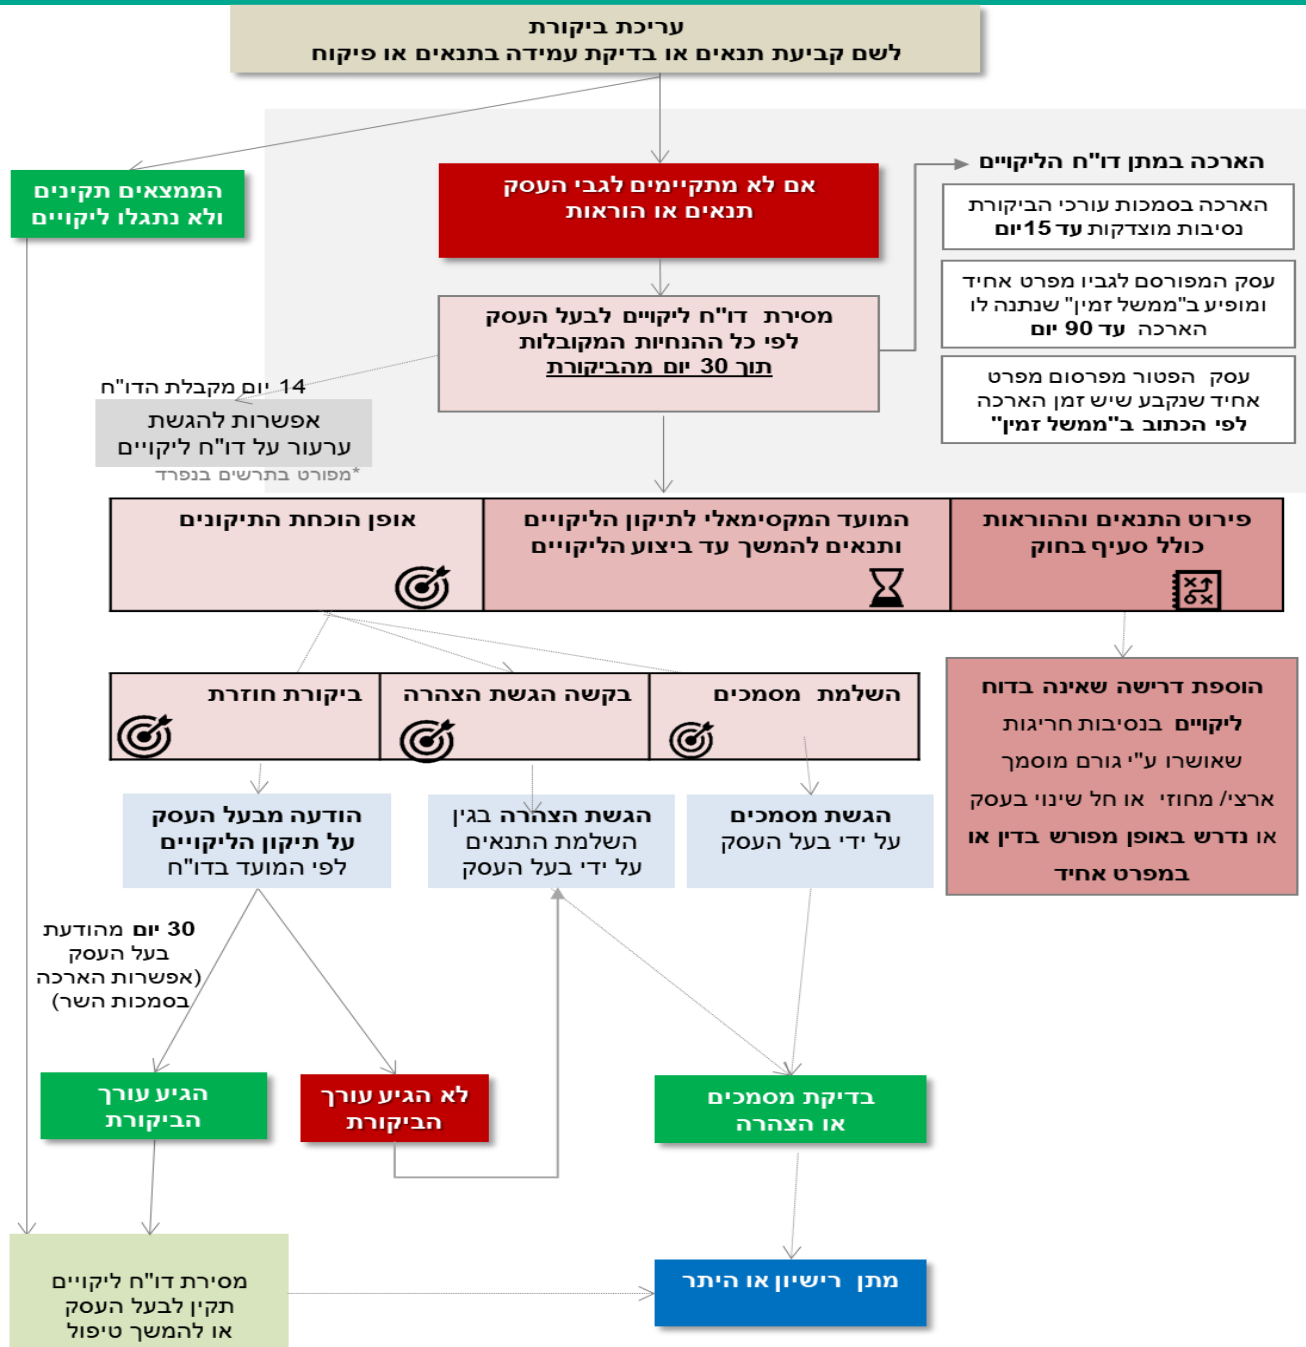 עריכת ביקורת
לשם קביעת תנאים או בדיקת עמידה בתנאים או פיקוח
הממצאים תקינים
ולא נתגלו ליקויים
אם לא מתקיימים לגבי העסק
תנאים או הוראות
הארכה במתן דו"ח הליקויים
הארכה בסמכות עורכי הביקורת
נסיבות מוצדקות עד 15יום
עסק המפורסם לגביו מפרט אחיד
ומופיע ב"ממשל זמין" שנתנה לו
הארכה עד 90 יום
עסק הפטור מפרסום מפרט
אחיד שנקבע שיש זמן הארכה
לפי הכתוב ב"ממשל זמין"
מסירת דו"ח ליקויים לבעל העסק
לפי כל ההנחיות המקובלות
תוך 30 יום מהביקורת
14 יום מקבלת הדו"ח
אפשרות להגשת
ערעור על דו"ח ליקויים
*מפורט בתרשים בנפרד
פירוט התנאים וההוראות
כולל סעיף בחוק
המועד המקסימאלי לתיקון הליקויים
ותנאים להמשך עד ביצוע הליקויים
אופן הוכחת התיקונים
הוספת דרישה שאינה בדוח
ליקויים בנסיבות חריגות
שאושרו ע"י גורם מוסמך
ארצי/ מחוזי או חל שינוי בעסק
או נדרש באופן מפורש בדין או
במפרט אחיד
השלמת מסמכים
בקשה הגשת הצהרה
ביקורת חוזרת
הגשת מסמכים
על ידי בעל העסק
הגשת הצהרה בגין
השלמת התנאים
על ידי בעל העסק
הודעה מבעל העסק
על תיקון הליקויים
לפי המועד בדו"ח
30 יום מהודעת
בעל העסק
(אפשרות הארכה
בסמכות השר)
הגיע עורך
הביקורת
לא הגיע עורך
הביקורת
בדיקת מסמכים
או הצהרה
מסירת דו"ח ליקויים
תקין לבעל העסק
או להמשך טיפול
מתן רישיון או היתר